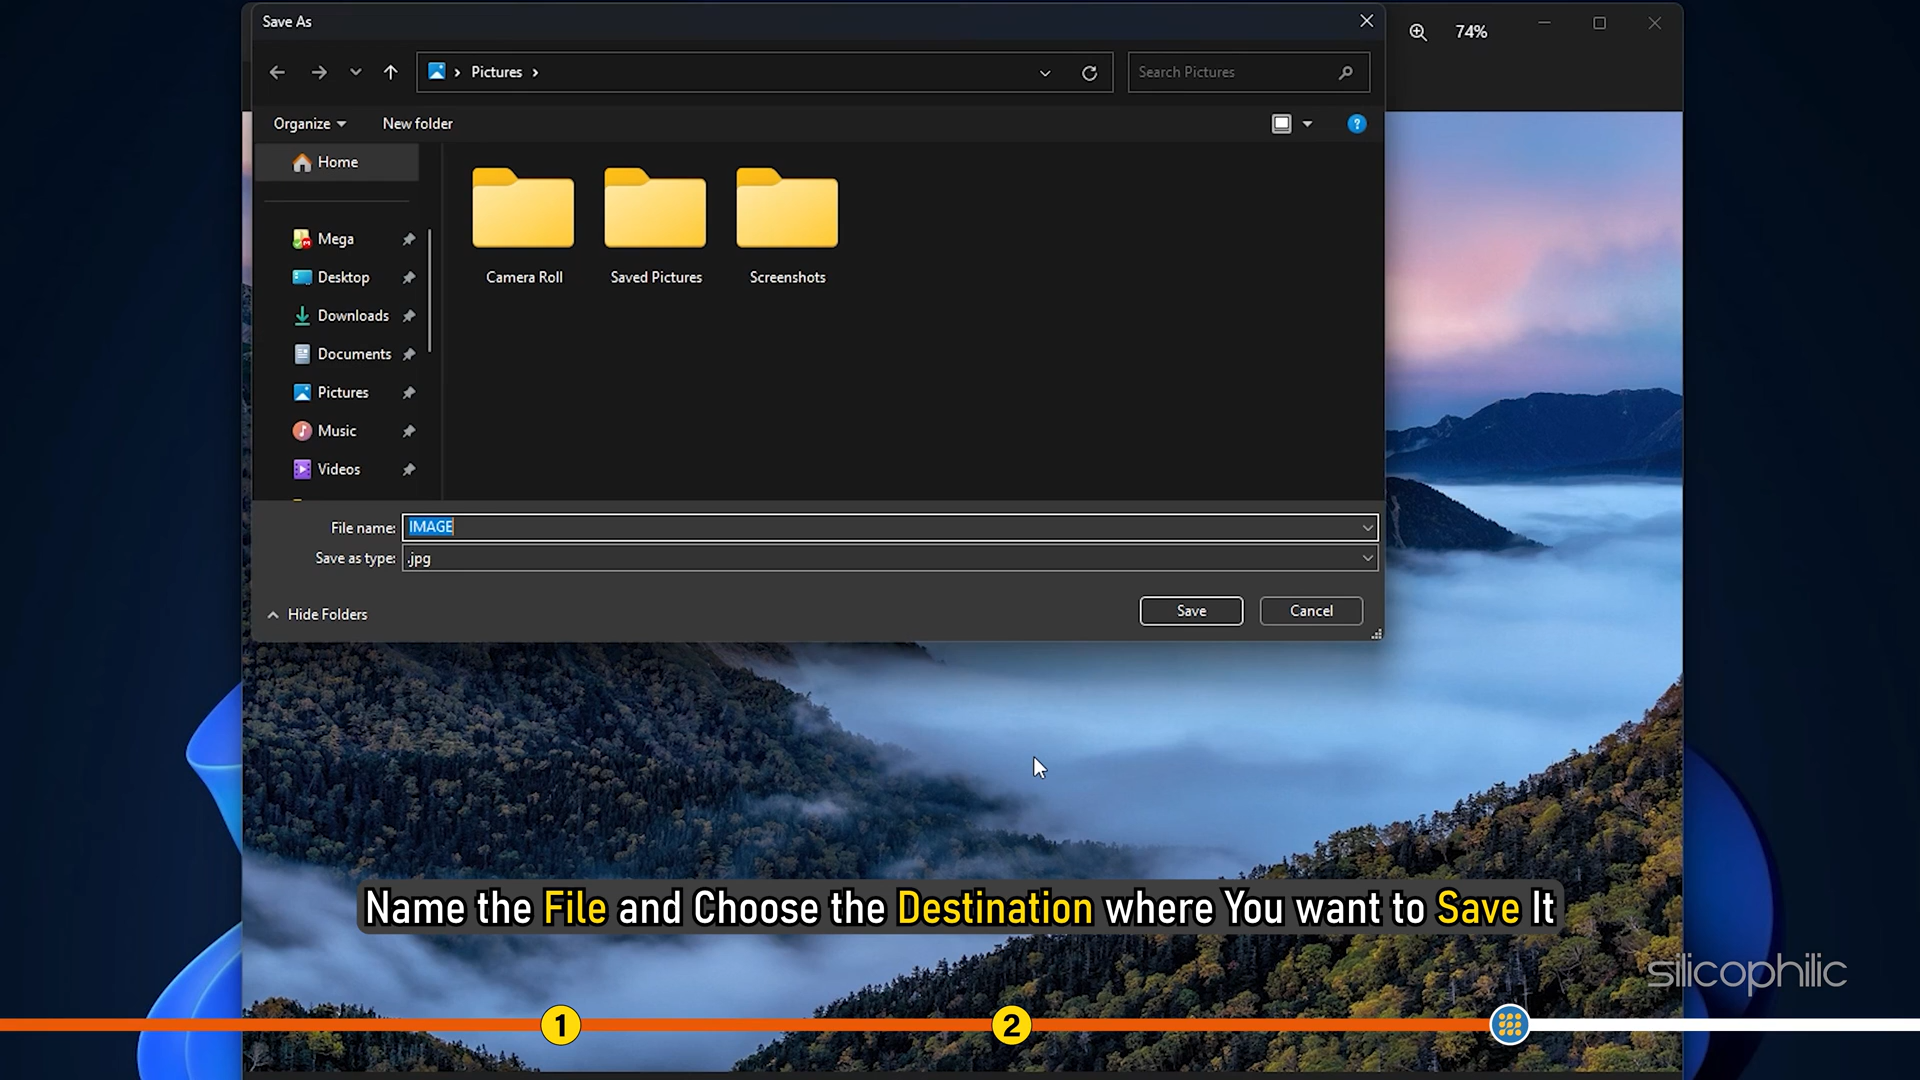 Save As
74%
Pictures
Search Pictures
Organize
New folder
?
Home
Mega
Desktop
Downloads
Documents
Pictures
Music
Videos
Camera Roll
Saved Pictures
Screenshots
File name: IMAGE
Save as type: .jpg
Hide Folders
Save
Cancel
Name the File and Choose the Destination where You want to Save It
silicophilic
1
2